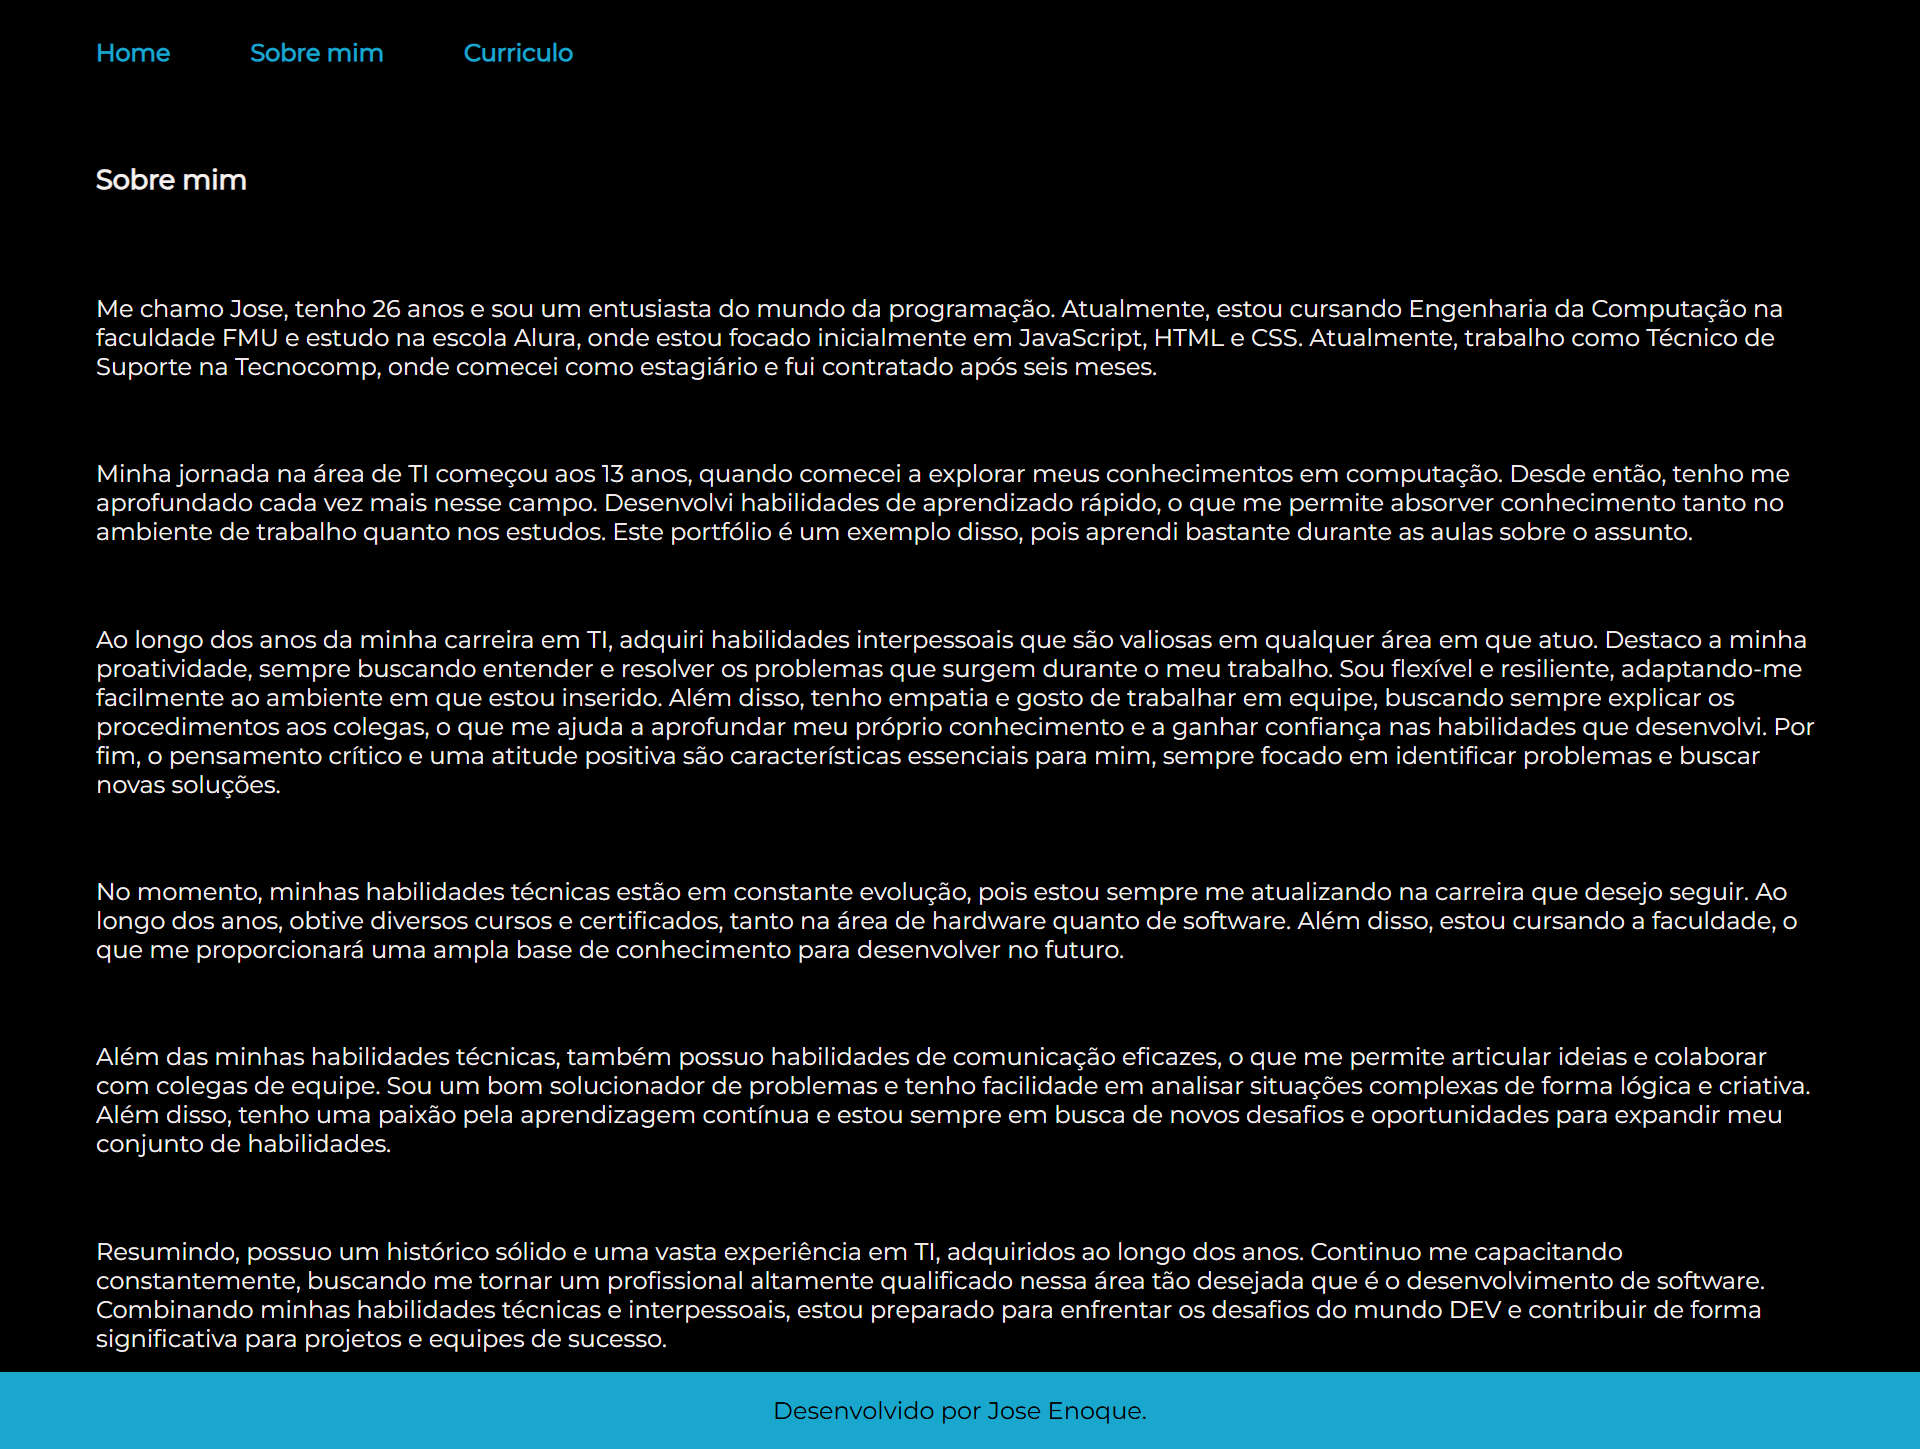 Home Sobre mim Curriculo
Sobre mim
Me chamo Jose, tenho 26 anos e sou um entusiasta do mundo da programação. Atualmente, estou cursando Engenharia da Computação na
faculdade FMU e estudo na escola Alura, onde estou focado inicialmente em JavaScript, HTML e CSS. Atualmente, trabalho como Técnico de
Suporte na Tecnocomp, onde comecei como estagiário e fui contratado após seis meses.
Minha jornada na área de TI começou aos 13 anos, quando comecei a explorar meus conhecimentos em computação. Desde então, tenho me
aprofundado cada vez mais nesse campo. Desenvolvi habilidades de aprendizado rápido, o que me permite absorver conhecimento tanto no
ambiente de trabalho quanto nos estudos. Este portfólio é um exemplo disso, pois aprendi bastante durante as aulas sobre o assunto.
Ao longo dos anos da minha carreira em TI, adquiri habilidades interpessoais que são valiosas em qualquer área em que atuo. Destaco a minha
proatividade, sempre buscando entender e resolver os problemas que surgem durante o meu trabalho. Sou flexível e resiliente, adaptando-me
facilmente ao ambiente em que estou inserido. Além disso, tenho empatia e gosto de trabalhar em equipe, buscando sempre explicar os
procedimentos aos colegas, o que me ajuda a aprofundar meu próprio conhecimento e a ganhar confiança nas habilidades que desenvolvi. Por
fim, o pensamento crítico e uma atitude positiva são características essenciais para mim, sempre focado em identificar problemas e buscar
novas soluções.
No momento, minhas habilidades técnicas estão em constante evolução, pois estou sempre me atualizando na carreira que desejo seguir. Ao
longo dos anos, obtive diversos cursos e certificados, tanto na área de hardware quanto de software. Além disso, estou cursando a faculdade, o
que me proporcionará uma ampla base de conhecimento para desenvolver no futuro.
Além das minhas habilidades técnicas, também possuo habilidades de comunicação eficazes, o que me permite articular ideias e colaborar
com colegas de equipe. Sou um bom solucionador de problemas e tenho facilidade em analisar situações complexas de forma lógica e criativa.
Além disso, tenho uma paixão pela aprendizagem contínua e estou sempre em busca de novos desafios e oportunidades para expandir meu
conjunto de habilidades.
Resumindo, possuo um histórico sólido e uma vasta experiência em TI, adquiridos ao longo dos anos. Continuo me capacitando
constantemente, buscando me tornar um profissional altamente qualificado nessa área tão desejada que é o desenvolvimento de software.
Combinando minhas habilidades técnicas e interpessoais, estou preparado para enfrentar os desafios do mundo DEV e contribuir de forma
significativa para projetos e equipes de sucesso.
Desenvolvido por Jose Enoque.